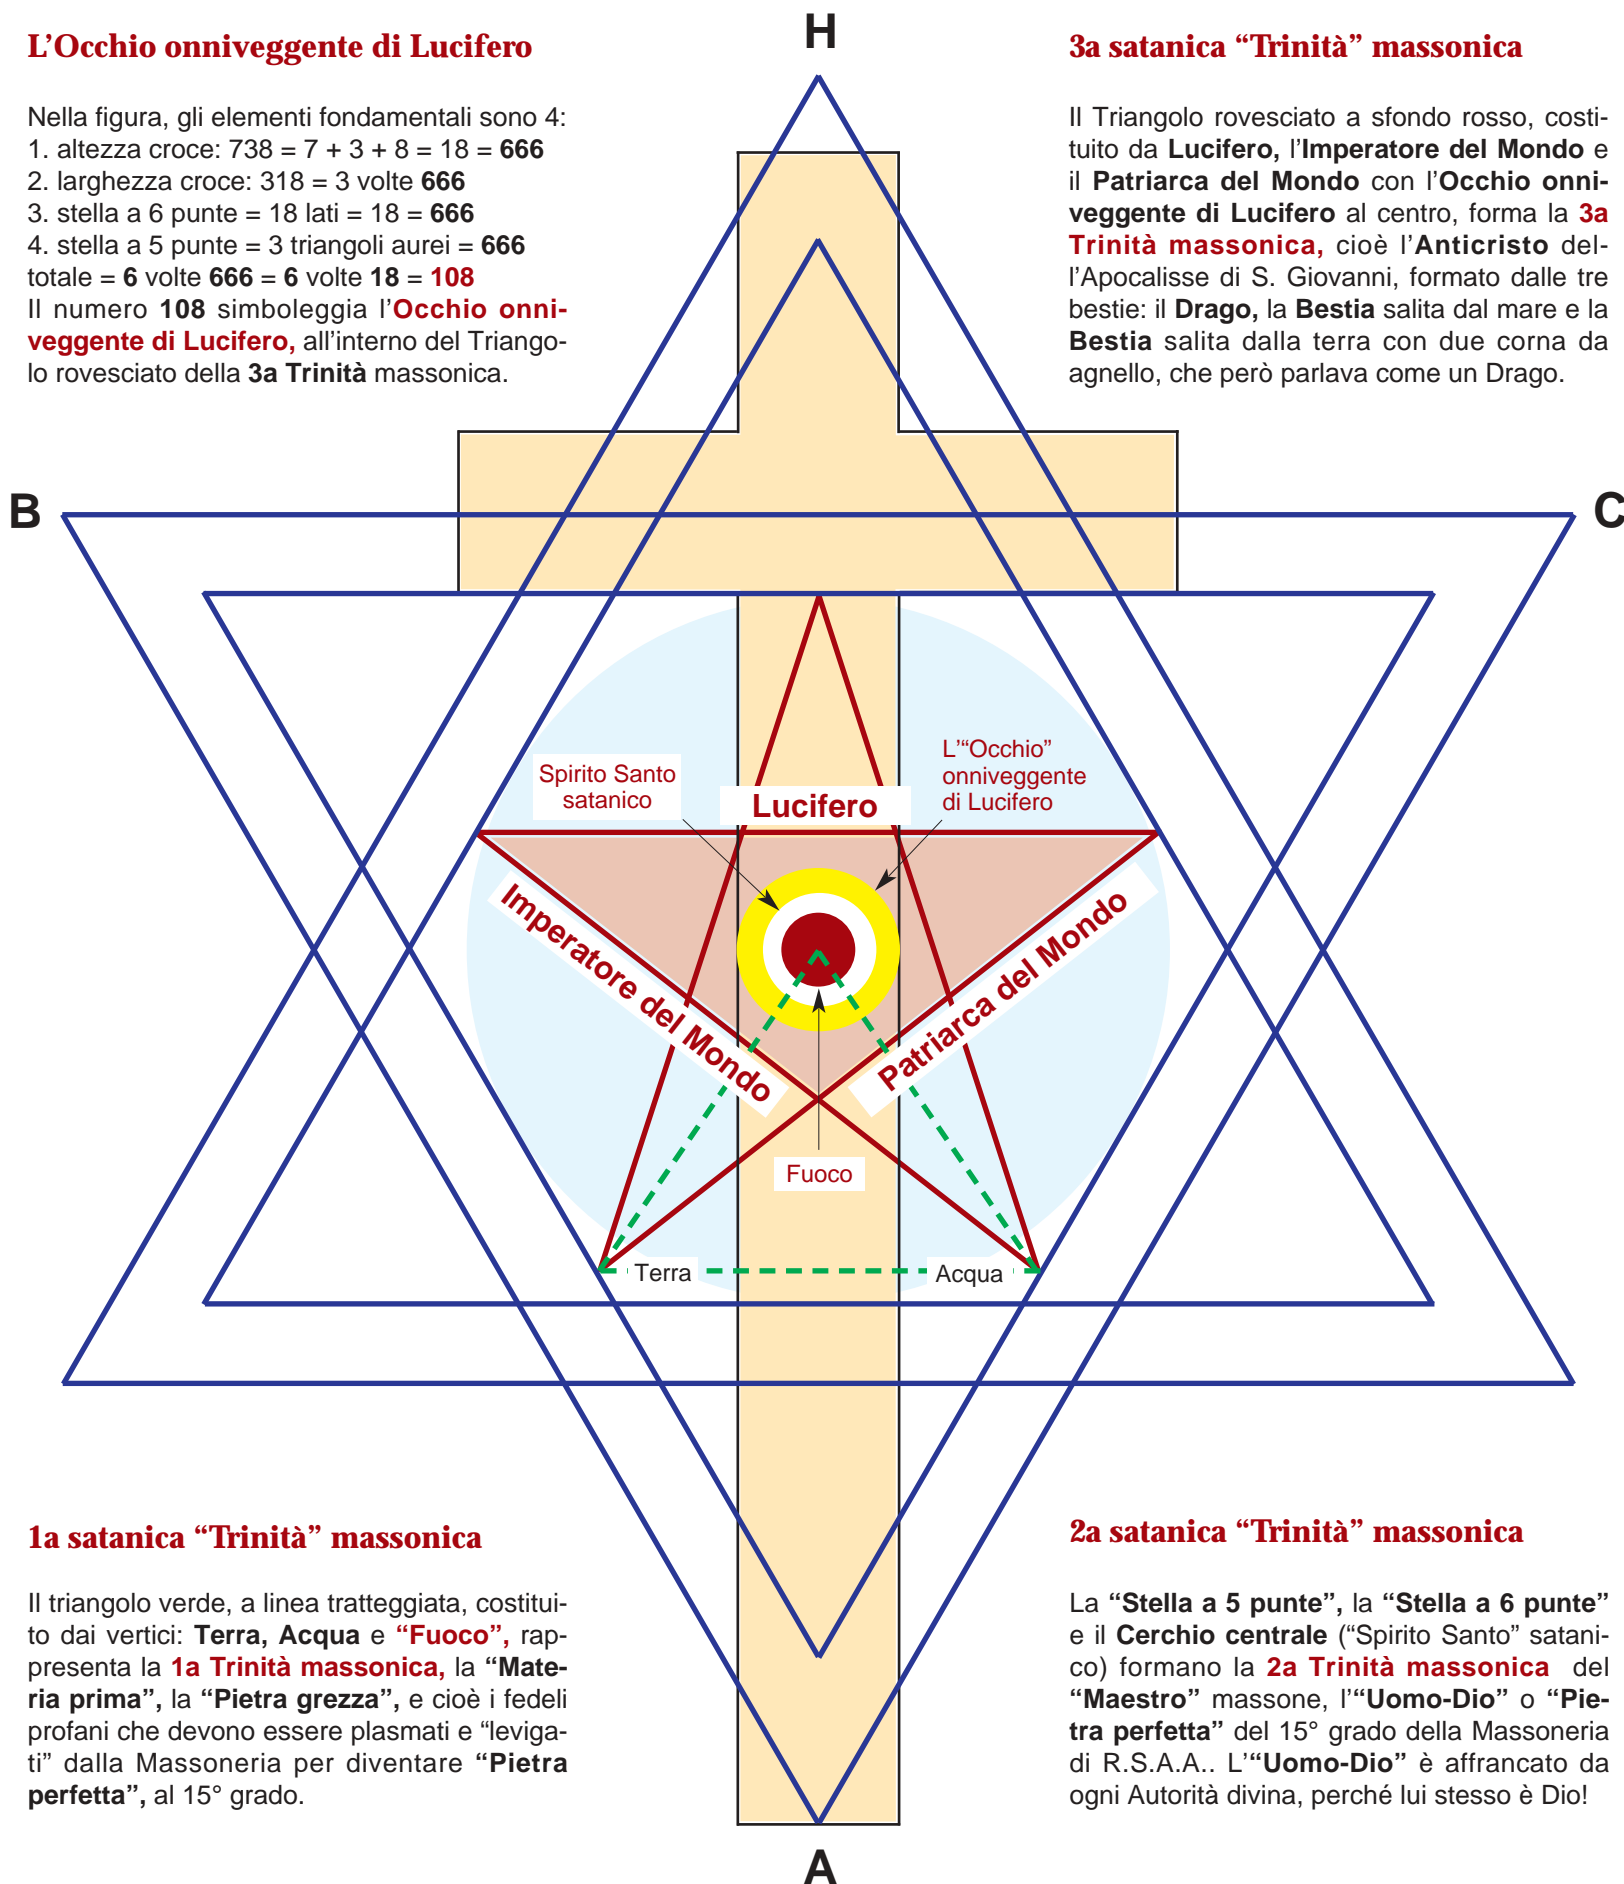 H
L’Occhio onniveggente di Lucifero
Nella figura, gli elementi fondamentali sono 4:
1. altezza croce: 738 = 7 + 3 + 8 = 18 = 666
2. larghezza croce: 318 = 3 volte 666
3. stella a 6 punte = 18 lati = 18 = 666
4. stella a 5 punte = 3 triangoli aurei = 666
totale = 6 volte 666 = 6 volte 18 = 108
Il numero 108 simboleggia l’Occhio onni-
veggente di Lucifero, all’interno del Triango-
lo rovesciato della 3a Trinità massonica.
3a satanica “Trinità” massonica
Il Triangolo rovesciato a sfondo rosso, costi-
tuito da Lucifero, l’Imperatore del Mondo e
il Patriarca del Mondo con l’Occhio onni-
veggente di Lucifero al centro, forma la 3a
Trinità massonica, cioè l’Anticristo del-
l’Apocalisse di S. Giovanni, formato dalle tre
bestie: il Drago, la Bestia salita dal mare e la
Bestia salita dalla terra con due corna da
agnello, che però parlava come un Drago.
B
C
Spirito Santo
satanico
Lucifero
L’“Occhio”
onniveggente
di Lucifero
Imperatore del Mondo
Patriarca del Mondo
Fuoco
Terra
Acqua
1a satanica “Trinità” massonica
Il triangolo verde, a linea tratteggiata, costitui-
to dai vertici: Terra, Acqua e “Fuoco”, rap-
presenta la 1a Trinità massonica, la “Mate-
ria prima”, la “Pietra grezza”, e cioè i fedeli
profani che devono essere plasmati e “leviga-
ti” dalla Massoneria per diventare “Pietra
perfetta”, al 15° grado.
2a satanica “Trinità” massonica
La “Stella a 5 punte”, la “Stella a 6 punte”
e il Cerchio centrale (“Spirito Santo” satani-
co) formano la 2a Trinità massonica del
“Maestro” massone, l’“Uomo-Dio” o “Pie-
tra perfetta” del 15° grado della Massoneria
di R.S.A.A.. L’“Uomo-Dio” è affrancato da
ogni Autorità divina, perché lui stesso è Dio!
A